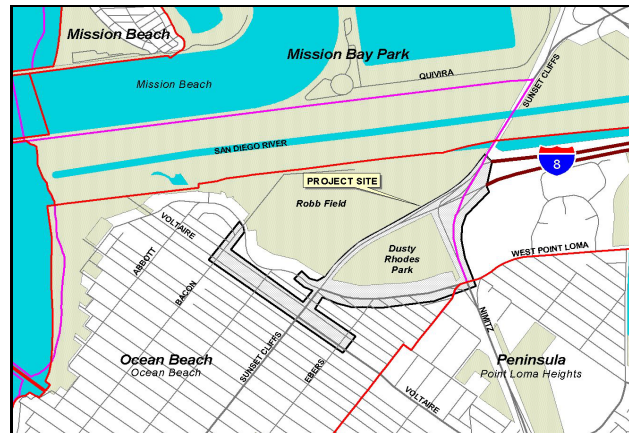 Mission Beach
Mission Bay Park
Mission Beach
QUIVIRA
SUNSET CLIFFS
SAN DIEGO RIVER
8
PROJECT SITE
Robb Field
VOLTAIRE
Dusty
Rhodes
Park
WEST POINT LOMA
ABBOTT
BACON
NIMITZ
Ocean Beach
Ocean Beach
SUNSET CLIFFS
EBERS
Peninsula
Point Loma Heights
VOLTAIRE